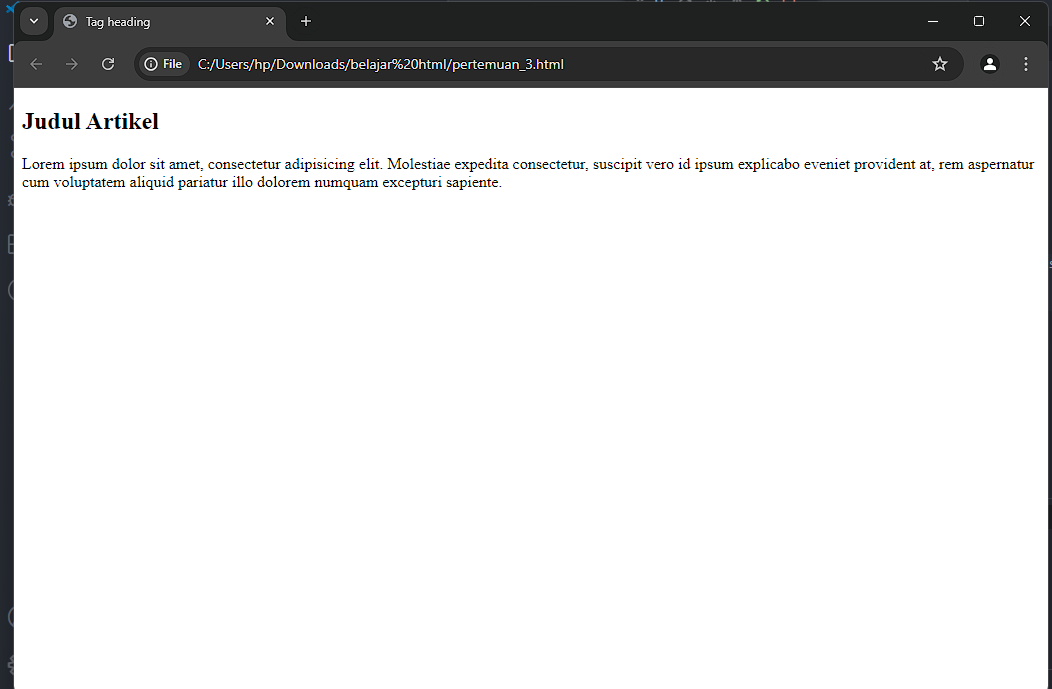 Tag heading
File
C:/Users/hp/Downloads/belajar%20html/pertemuan_3.html
Judul Artikel
Lorem ipsum dolor sit amet, consectetur adipisicing elit. Molestiae expedita consectetur, suscipit vero id ipsum explicabo eveniet provident at, rem aspernatur
cum voluptatem aliquid pariatur illo dolorem numquam excepturi sapiente.